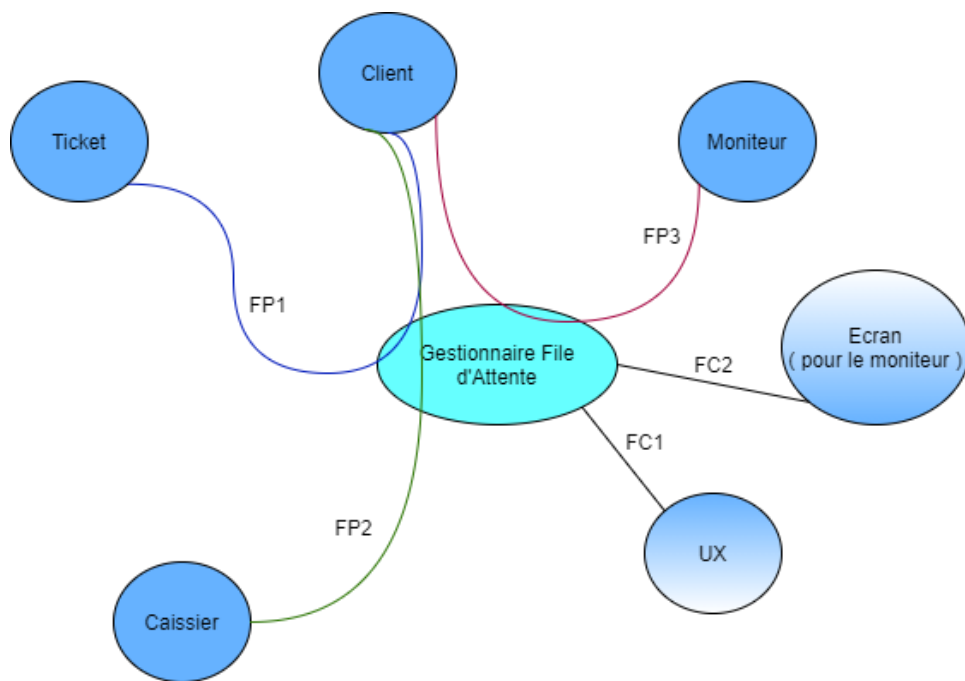 Client
Ticket
Moniteur
FP3
FP1
Ecran
( pour le moniteur )
Gestionnaire File
d'Attente
FC2
FC1
FP2
UX
Caissier